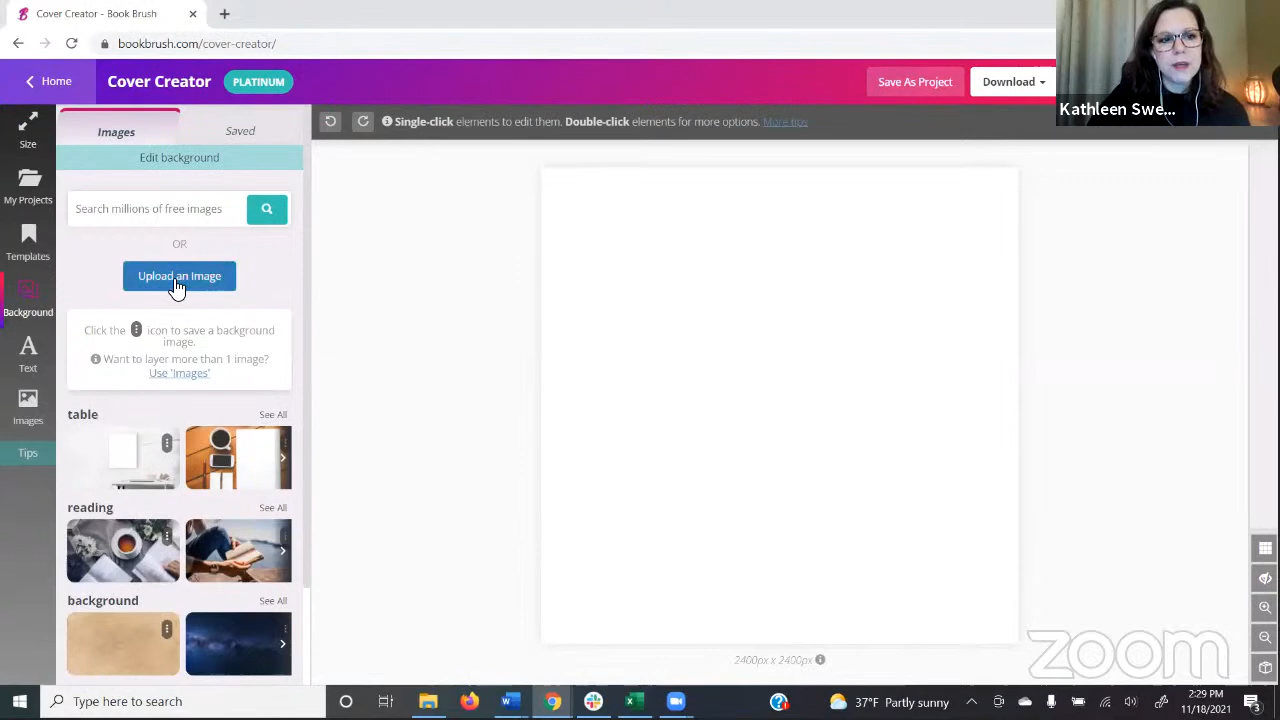 Cover Creator - Book Brush
bookbrush.com/cover-creator/
Home
Cover Creator
PLATINUM
Save As Project
Download
Kathleen Swe...
Images
Saved
Single-click elements to edit them. Double-click elements for more options. More tips
Size
Edit background
Search millions of free images
My Projects
OR
Templates
Upload an Image
Background
Click the icon to save a background
image.
Want to layer more than 1 image?
Use 'Images'
Text
table
See All
Images
Tips
reading
See All
background
See All
2400px x 2400px
zoom
Type here to search
37°F Partly sunny
2:29 PM
11/18/2021
3